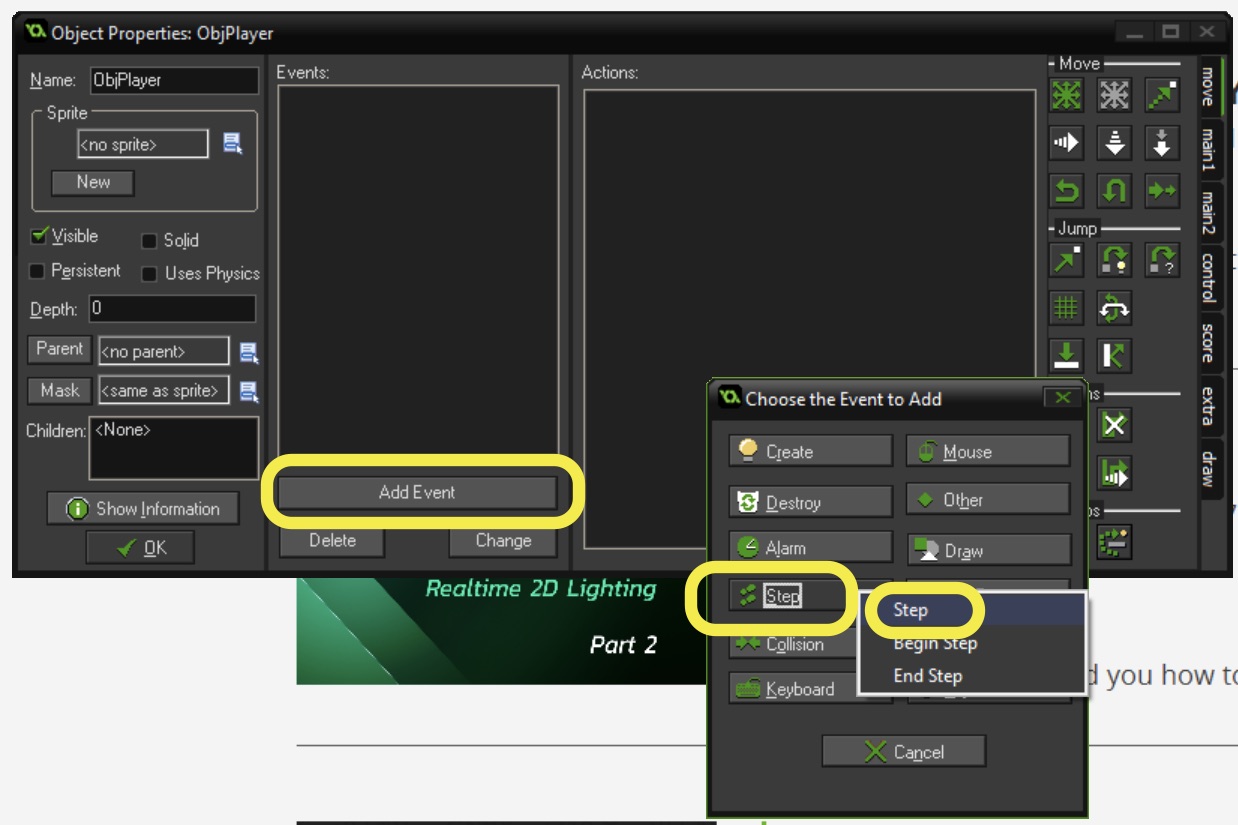 Object Properties: ObjPlayer
Name: ObjPlayer
Sprite
<no sprite>
New
Visible
Solid
Persistent
Uses Physics
Depth: 0
Parent <no parent>
Mask <same as sprite>
Children: <None>
Show Information
OK
Events:
Add Event
Delete
Change
Actions:
Move
Jump
move
main1
main2
control
score
extra
draw
Choose the Event to Add
Create
Mouse
Destroy
Other
Alarm
Draw
Step
Collision
Keyboard
Step
Begin Step
End Step
Cancel
Realtime 2D Lighting
Part 2
you how to